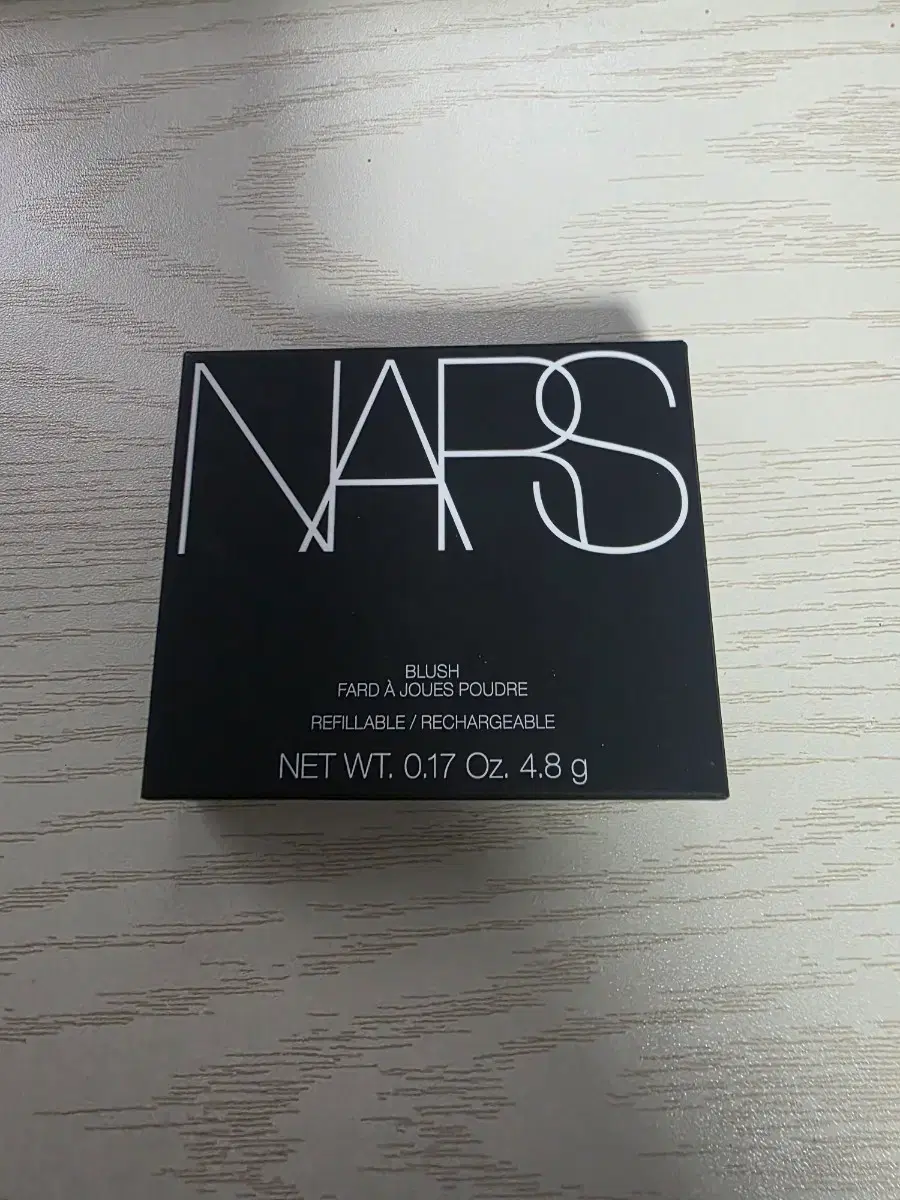 NARS
BLUSH
FARD À JOUES POUDRE
REFILLABLE / RECHARGEABLE
NET WT. 0.17 Oz. 4.8 g